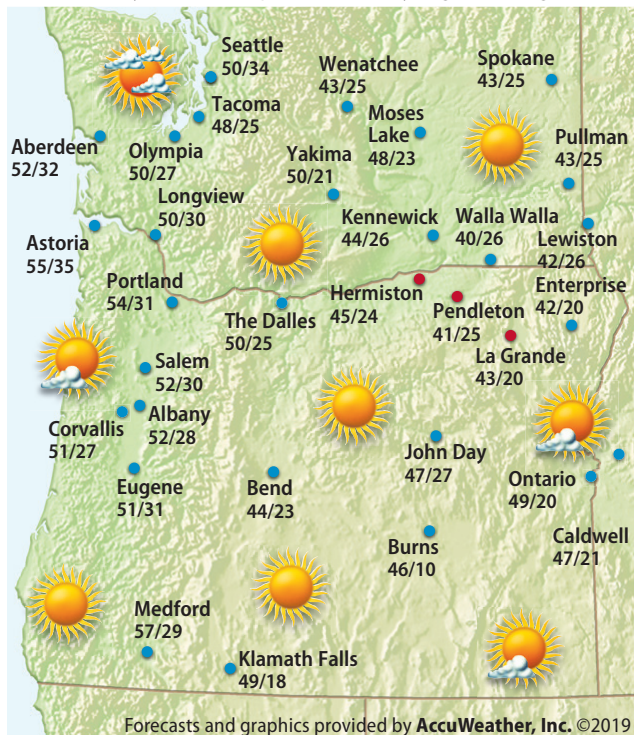 Seattle
50/34
Wenatchee
43/25
Spokane
43/25
Tacoma
48/25
Moses
Lake
48/23
Aberdeen
52/32
Olympia
50/27
Yakima
50/21
Pullman
43/25
Longview
50/30
Kennewick
44/26
Walla Walla
40/26
Lewiston
42/26
Astoria
55/35
Portland
54/31
The Dalles
50/25
Hermiston
45/24
Pendleton
41/25
Enterprise
42/20
La Grande
43/20
Salem
52/30
Albany
52/28
Corvallis
51/27
John Day
47/27
Ontario
49/20
Eugene
51/31
Bend
44/23
Caldwell
47/21
Burns
46/10
Medford
57/29
Klamath Falls
49/18
Forecasts and graphics provided by AccuWeather, Inc. ©2019